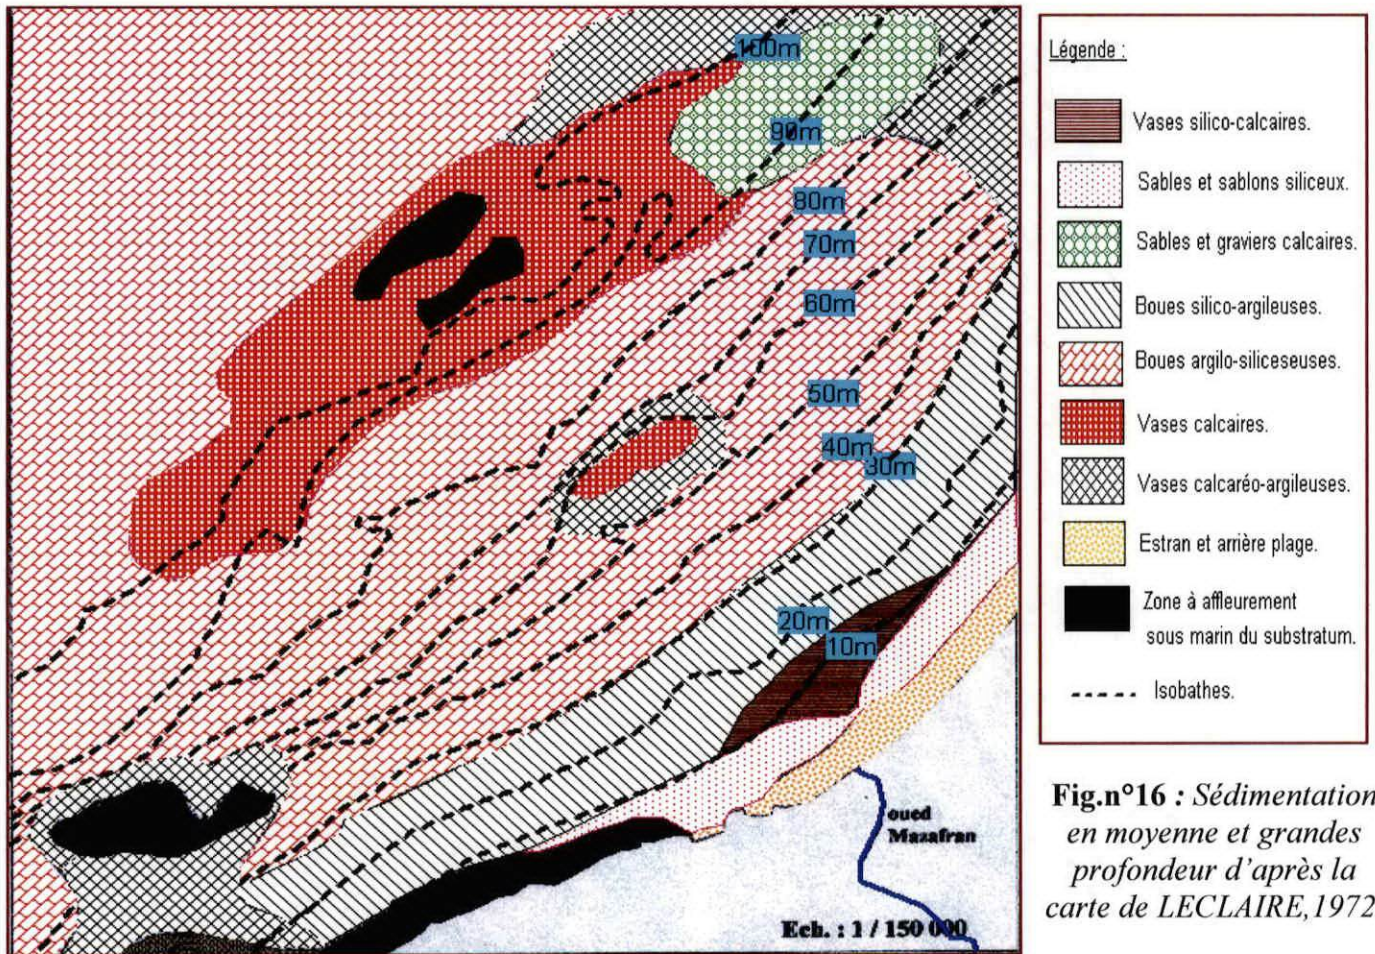 100m
90m
80m
70m
60m
50m
40m
30m
20m
10m
oued
Mazafran
Ech. : 1 / 150 000
Légende :
Vases silico-calcaires.
Sables et sablons siliceux.
Sables et graviers calcaires.
Boues silico-argileuses.
Boues argilo-siliceseuses.
Vases calcaires.
Vases calcaréo-argileuses.
Estran et arrière plage.
Zone à affleurement
sous marin du substratum.
Isobathes.
Fig.n°16 : Sédimentation
en moyenne et grandes
profondeur d'après la
carte de LECLAIRE,1972